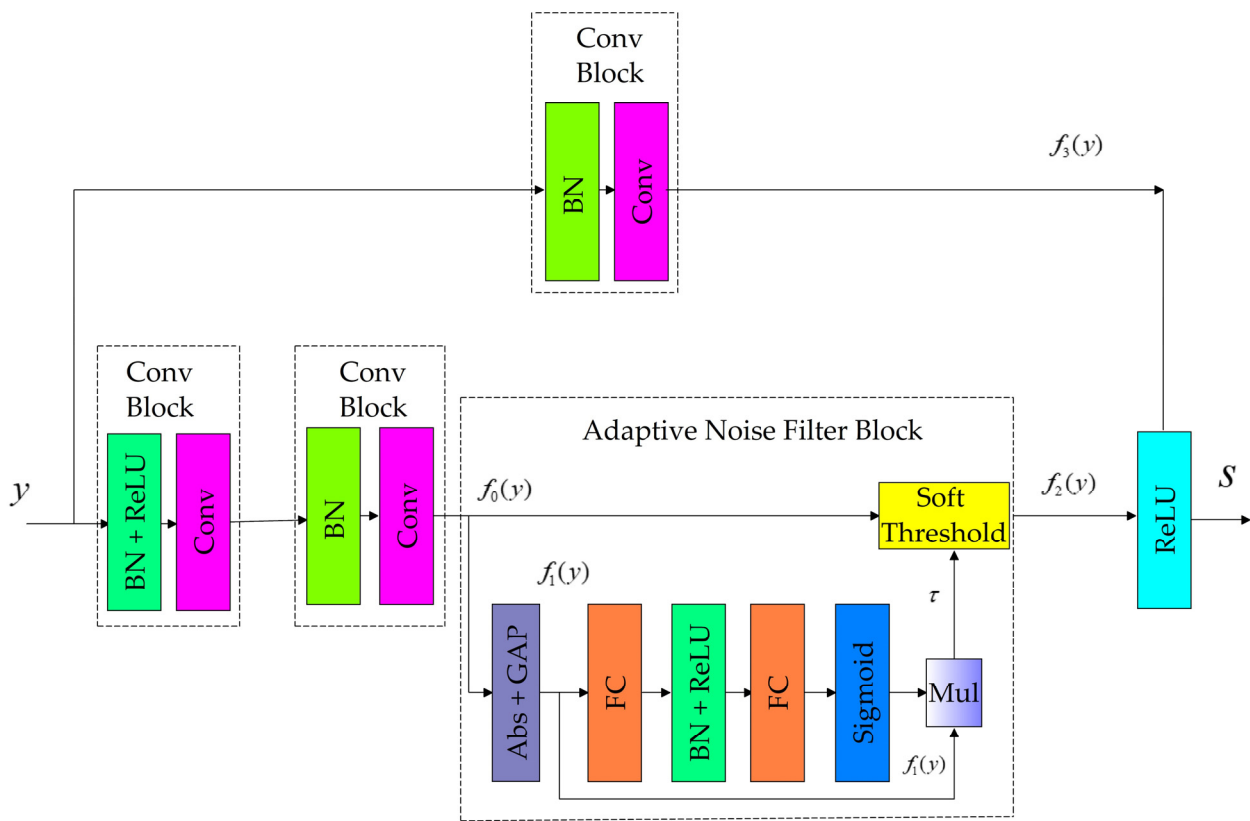 Conv
Block
BN
Conv
f₃(y)
Conv
Block
BN + ReLU
Conv
Conv
Block
BN
Conv
Adaptive Noise Filter Block
y
f₀(y)
Soft
Threshold
f₂(y)
ReLU
S
f₁(y)
τ
Abs + GAP
FC
BN + ReLU
FC
Sigmoid
Mul
f₁(y)